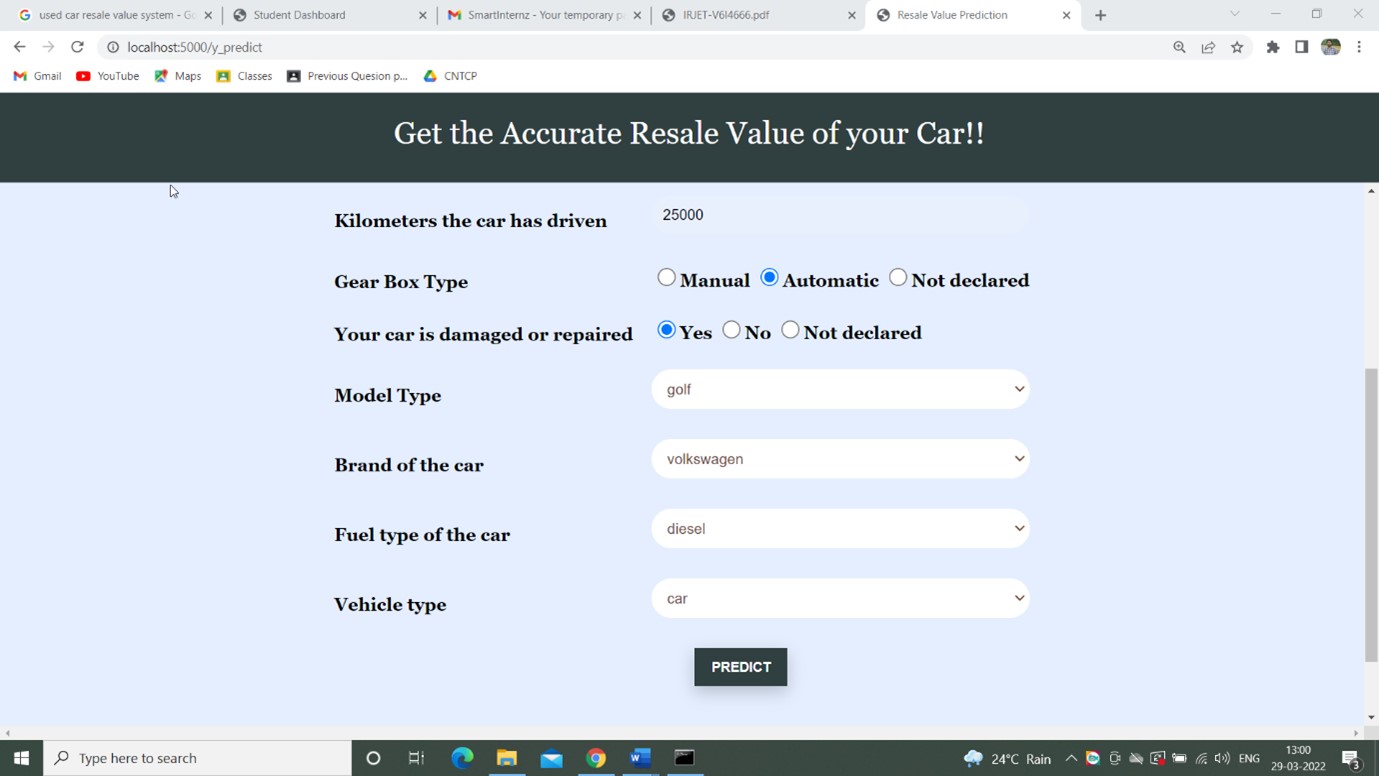 used car resale value system - Go
Student Dashboard
SmartInternz - Your temporary pa
IRJET-V6I4666.pdf
Resale Value Prediction
localhost:5000/y_predict
Gmail
YouTube
Maps
Classes
Previous Quesion p...
CNTCP
Get the Accurate Resale Value of your Car!!
Kilometers the car has driven 25000
Gear Box Type Manual Automatic Not declared
Your car is damaged or repaired Yes No Not declared
Model Type golf
Brand of the car volkswagen
Fuel type of the car diesel
Vehicle type car
PREDICT
Type here to search
24°C Rain
ENG
13:00
29-03-2022
3